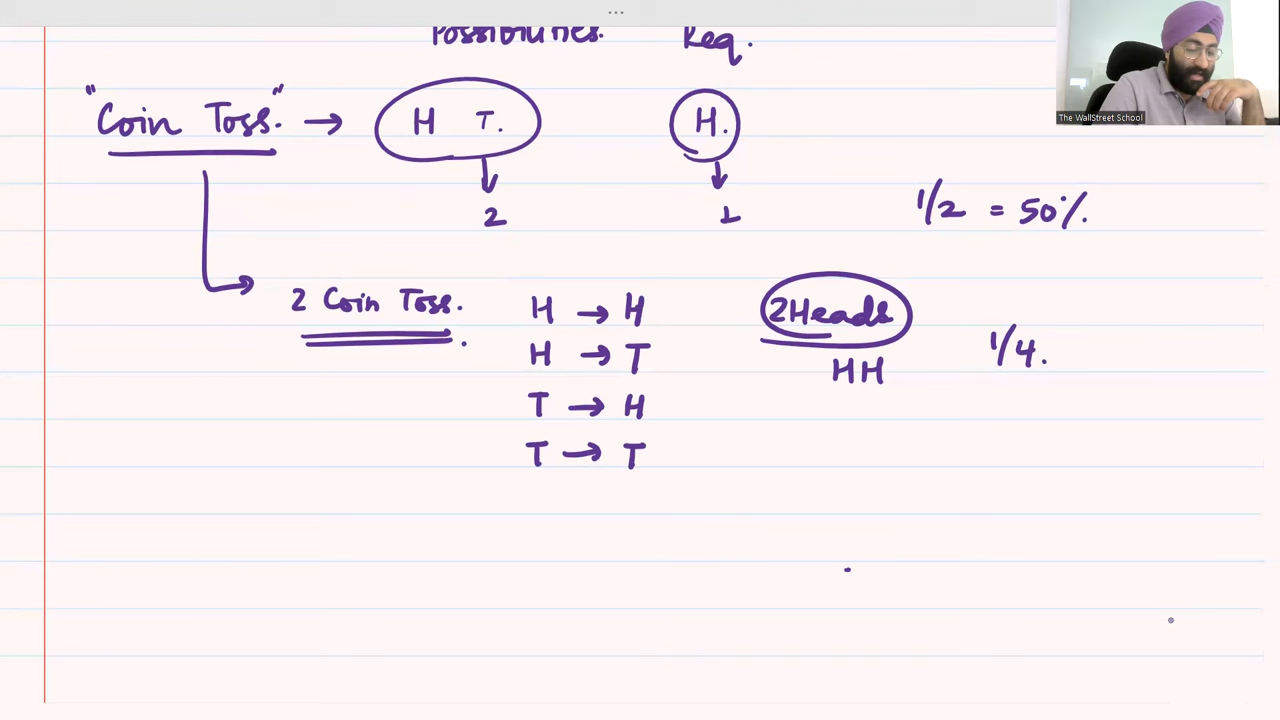 Possibilities. Req.
The WallStreet School
"Coin Toss." → H T. H.
2 1
1/2 = 50%.
2 Coin Toss. H → H 2Heads
H → T HH 1/4.
T → H
T → T